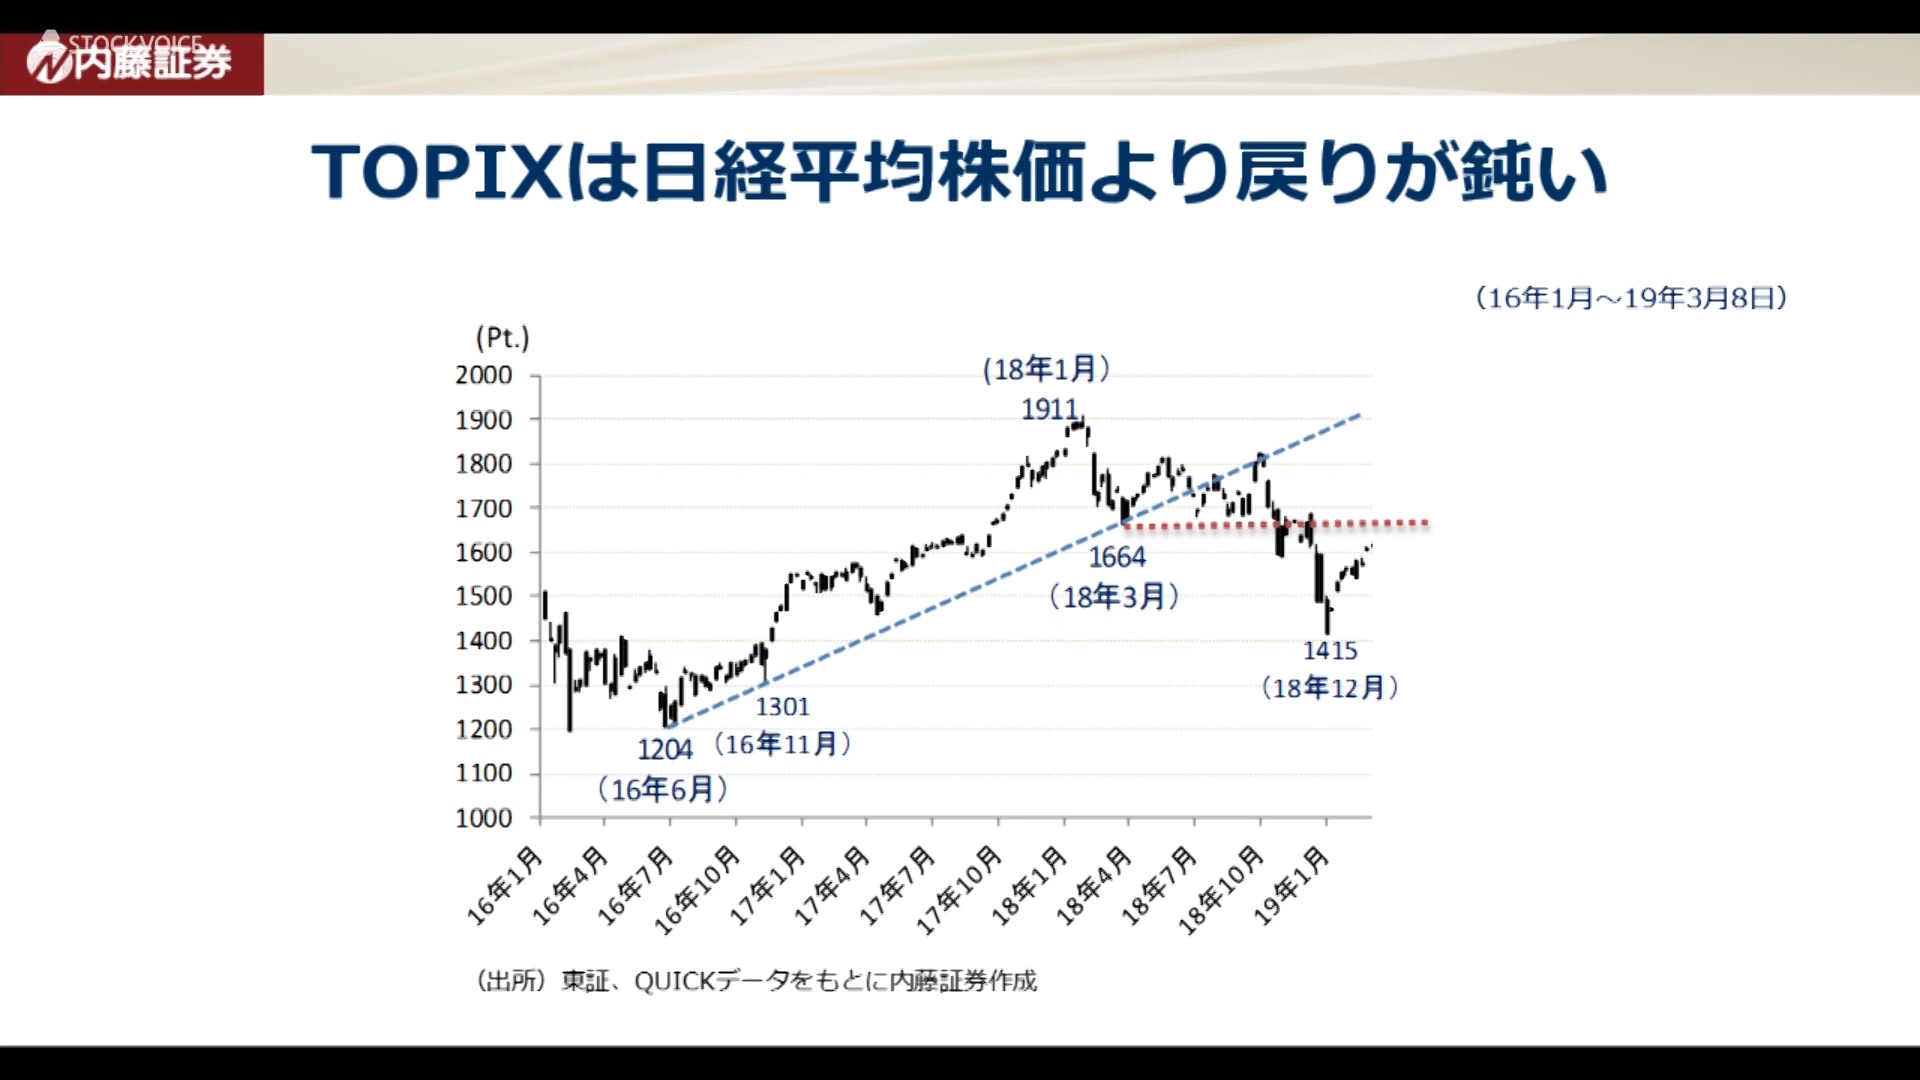 STOCKVOICE
内藤証券
TOPIXは日経平均株価より戻りが鈍い
（16年1月～19年3月8日）
(Pt.)
2000
1900
1800
1700
1600
1500
1400
1300
1200
1100
1000
(18年1月）
1911
1664
（18年3月）
1415
（18年12月）
1301
（16年11月）
1204
（16年6月）
16年1月
16年4月
16年7月
16年10月
17年1月
17年4月
17年7月
17年10月
18年1月
18年4月
18年7月
18年10月
19年1月
（出所）東証、QUICKデータをもとに内藤証券作成